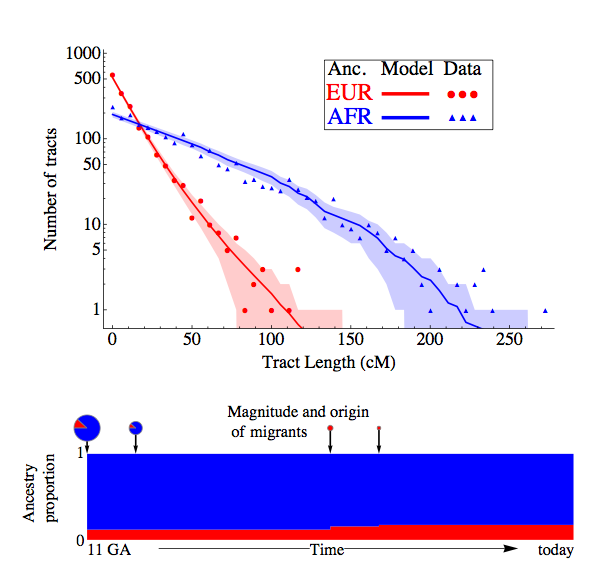 1000
500
100
50
10
5
1
Number of tracts
Anc. Model Data
EUR
AFR
0 50 100 150 200 250
Tract Length (cM)
Magnitude and origin
of migrants
1
0
Ancestry
proportion
11 GA Time today